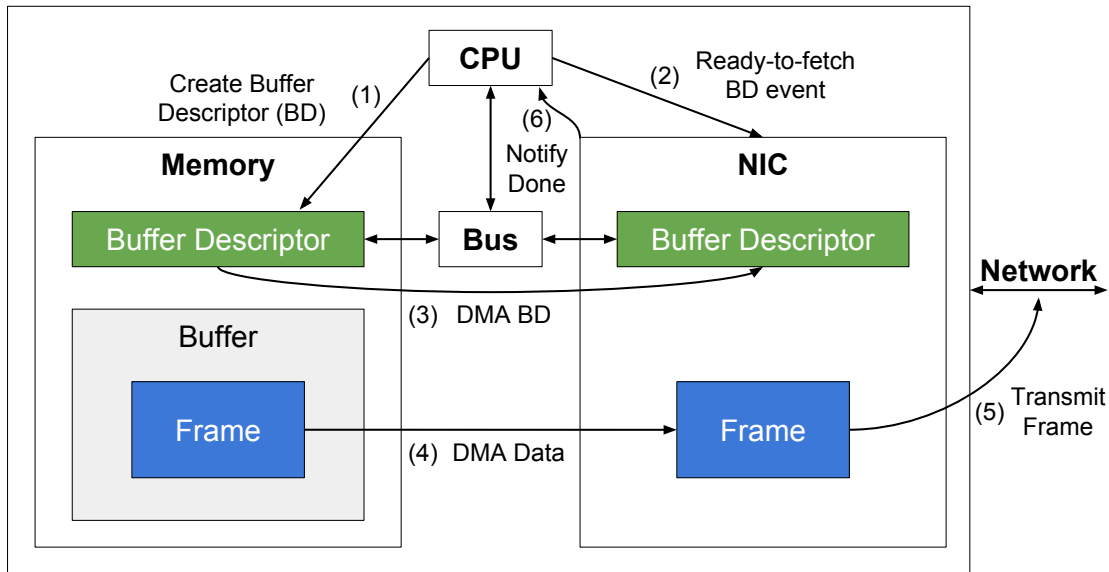 CPU
Create Buffer
Descriptor (BD)
(1)
(2)
Ready-to-fetch
BD event
(6)
Notify
Done
Memory
NIC
Buffer Descriptor
Bus
Buffer Descriptor
Network
(3) DMA BD
Buffer
Frame
Frame
(4) DMA Data
(5)
Transmit
Frame